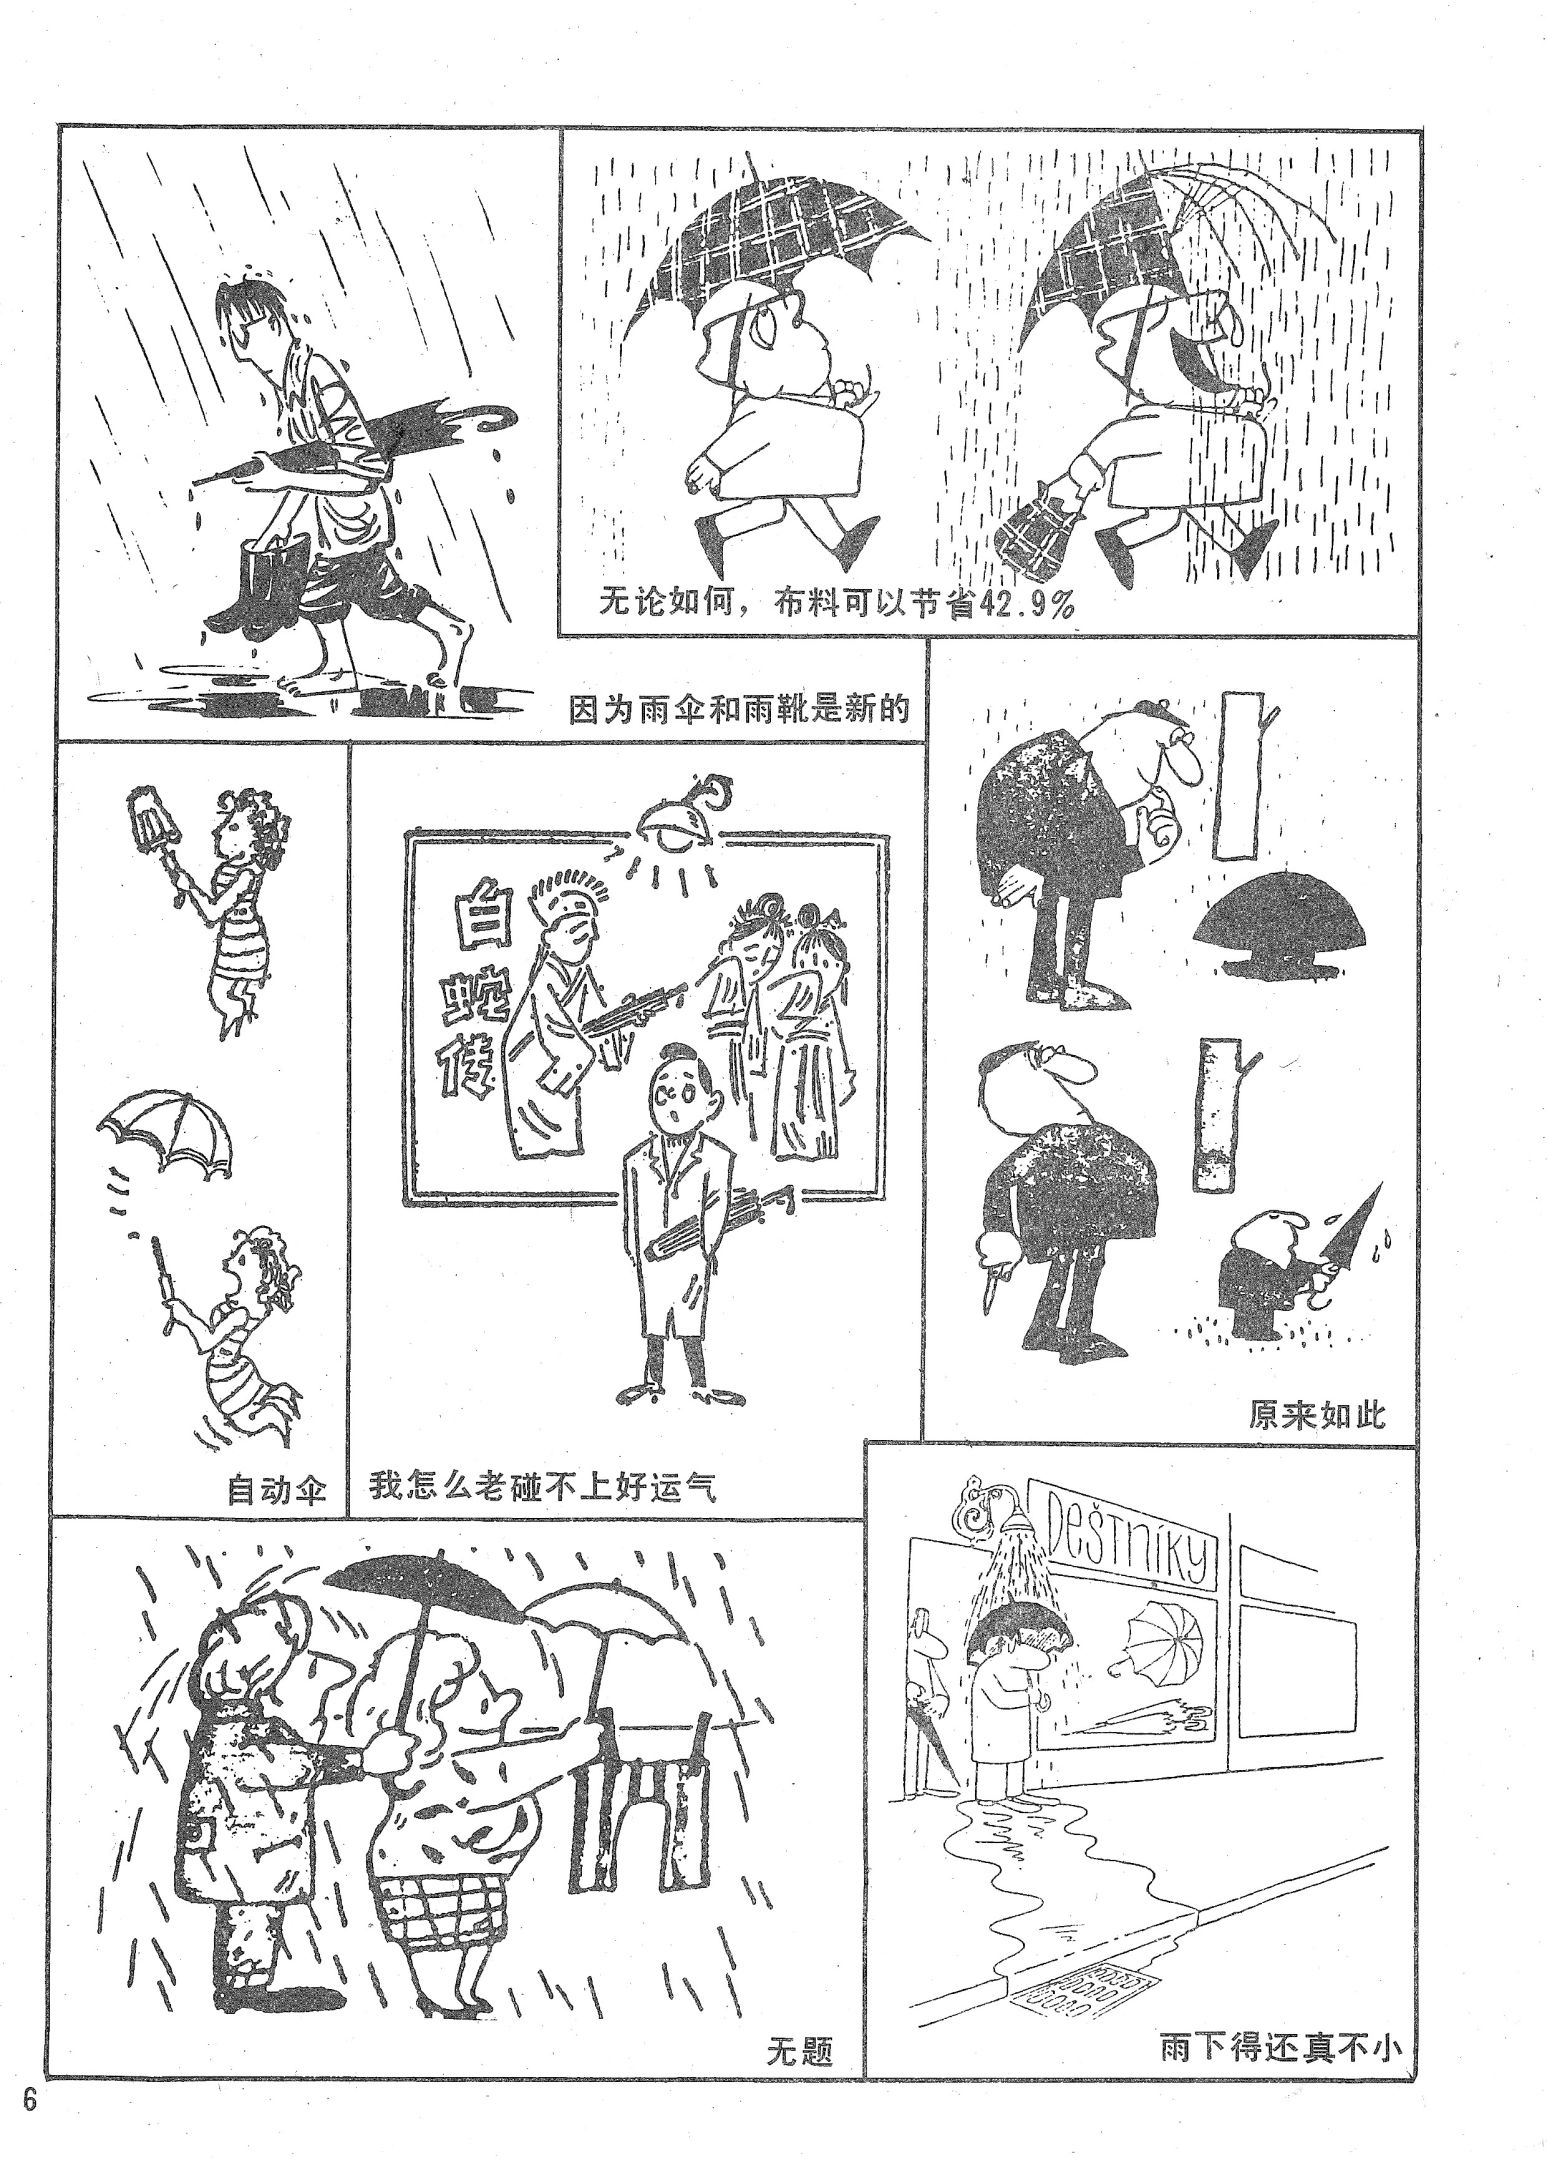 无论如何，布料可以节省42.9%
因为雨伞和雨靴是新的
白蛇传
原来如此
自动伞
我怎么老碰不上好运气
DEŠTNÍKY
无题
雨下得还真不小
6